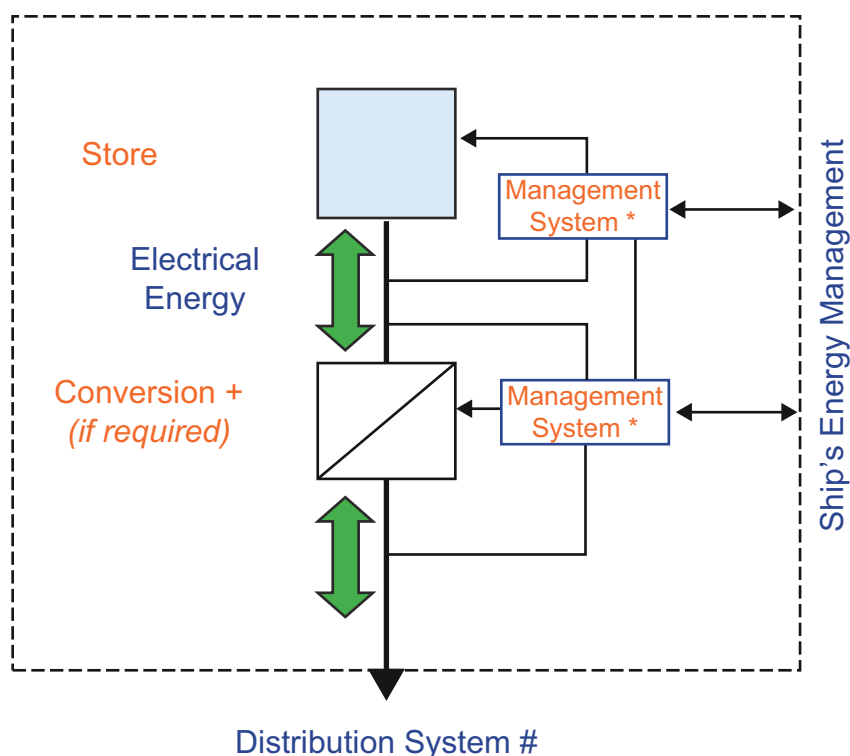 Store
Management
System *
Electrical
Energy
Conversion +
(if required)
Management
System *
Ship's Energy Management
Distribution System #